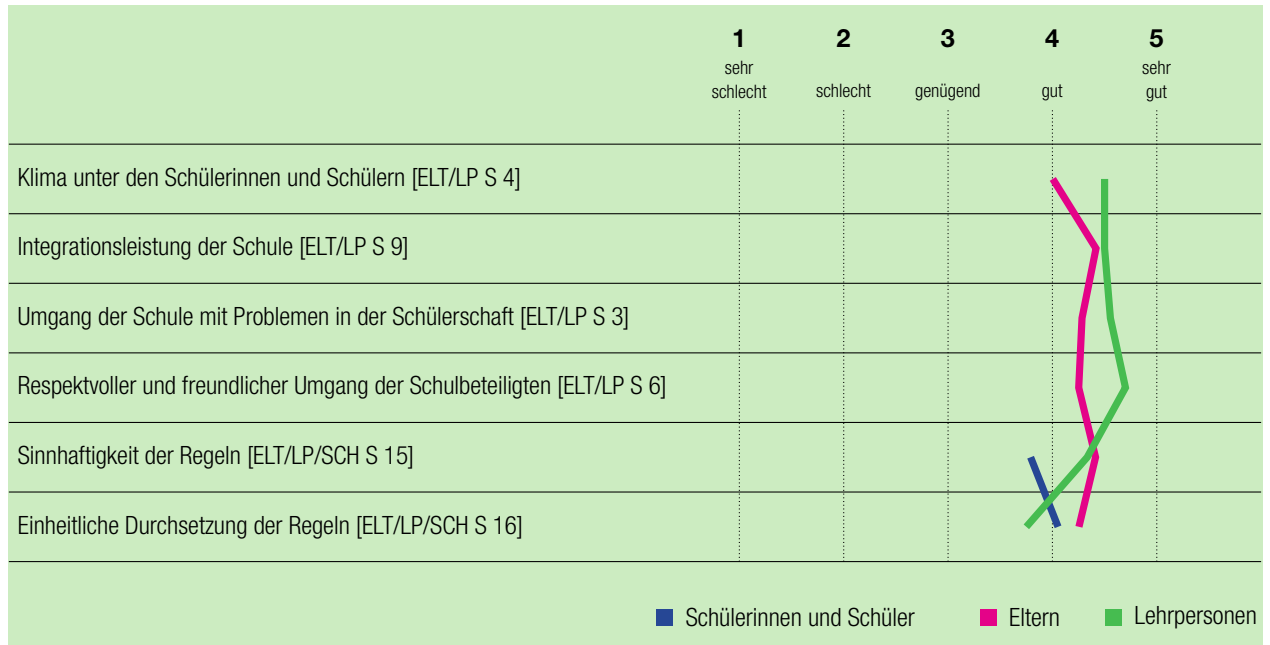 1 2 3 4 5
sehr schlecht schlecht genügend gut sehr gut
Klima unter den Schülerinnen und Schülern [ELT/LP S 4]
Integrationsleistung der Schule [ELT/LP S 9]
Umgang der Schule mit Problemen in der Schülerschaft [ELT/LP S 3]
Respektvoller und freundlicher Umgang der Schulbeteiligten [ELT/LP S 6]
Sinnhaftigkeit der Regeln [ELT/LP/SCH S 15]
Einheitliche Durchsetzung der Regeln [ELT/LP/SCH S 16]
Schülerinnen und Schüler Eltern Lehrpersonen